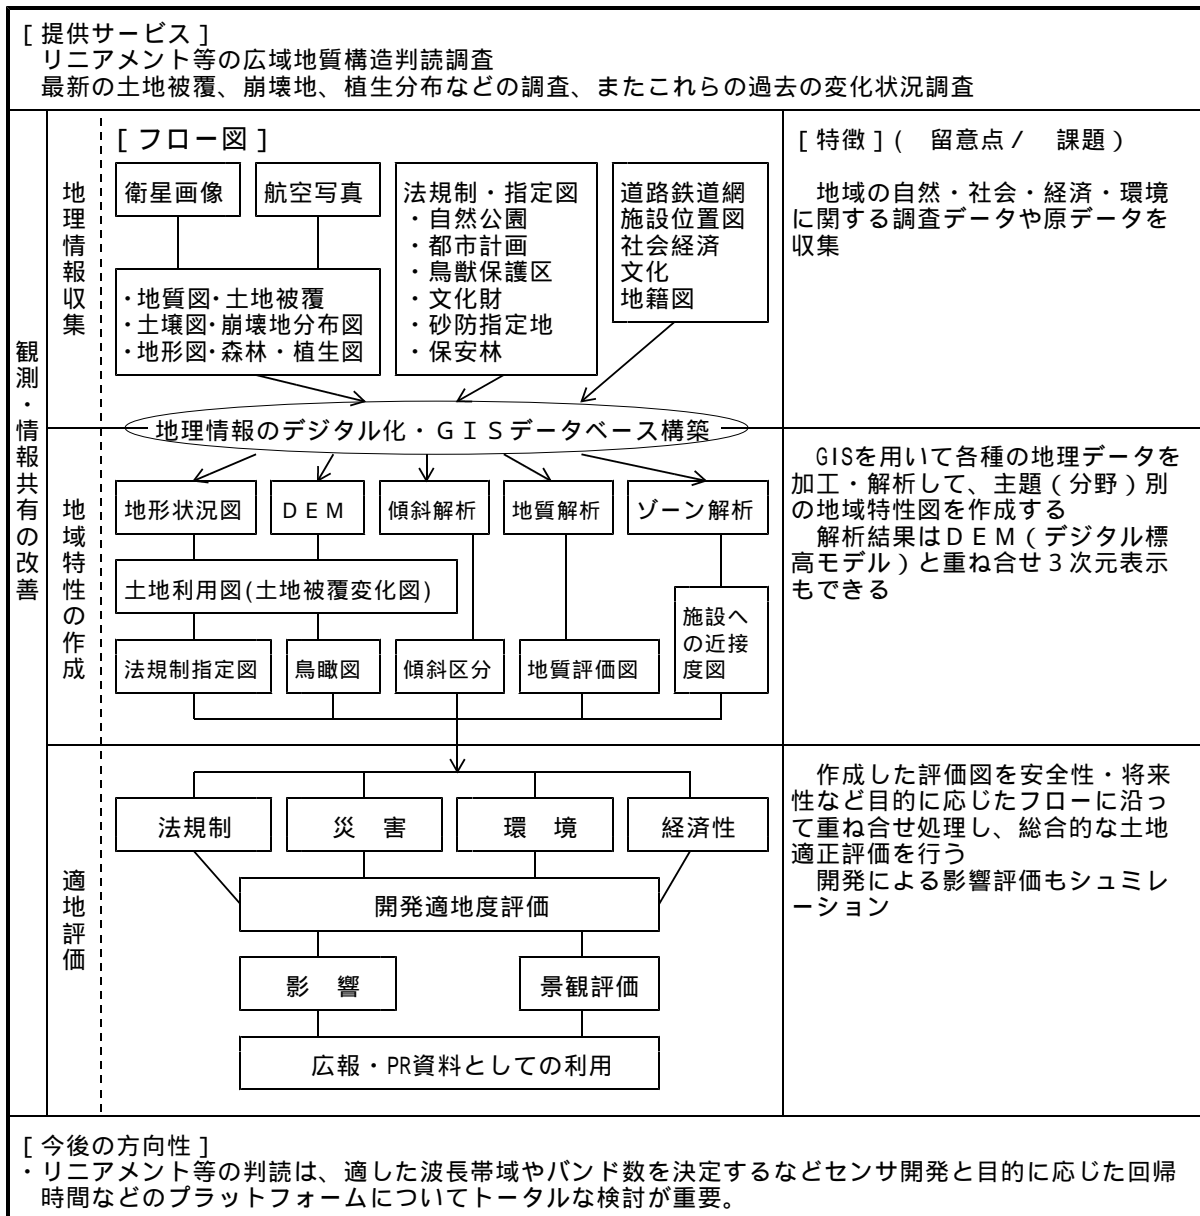 [ 提供サービス ]
リニアメント等の広域地質構造判読調査
最新の土地被覆、崩壊地、植生分布などの調査、またこれらの過去の変化状況調査
観測・情報共有の改善
地理情報収集
[ フロー図 ]
衛星画像
航空写真
・地質図・土地被覆
・土壌図・崩壊地分布図
・地形図・森林・植生図
法規制・指定図
・自然公園
・都市計画
・鳥獣保護区
・文化財
・砂防指定地
・保安林
道路鉄道網
施設位置図
社会経済
文化
地籍図
[ 特徴 ] (　留意点 /　課題 )
地域の自然・社会・経済・環境
に関する調査データや原データを
収集
地理情報のデジタル化・ＧＩＳデータベース構築
地域特性の作成
地形状況図
ＤＥＭ
傾斜解析
地質解析
ゾーン解析
土地利用図(土地被覆変化図)
施設へ
の近接
度図
法規制指定図
鳥瞰図
傾斜区分
地質評価図
GISを用いて各種の地理データを
加工・解析して、主題 ( 分野 ) 別
の地域特性図を作成する
解析結果はＤＥＭ ( デジタル標
高モデル ) と重ね合せ３次元表示
もできる
適地評価
法規制
災　害
環　境
経済性
開発適地度評価
影　響
景観評価
広報・PR資料としての利用
作成した評価図を安全性・将来
性など目的に応じたフローに沿っ
て重ね合せ処理し、総合的な土地
適正評価を行う
開発による影響評価もシュミレ
ーション
[ 今後の方向性 ]
・リニアメント等の判読は、適した波長帯域やバンド数を決定するなどセンサ開発と目的に応じた回帰
時間などのプラットフォームについてトータルな検討が重要。